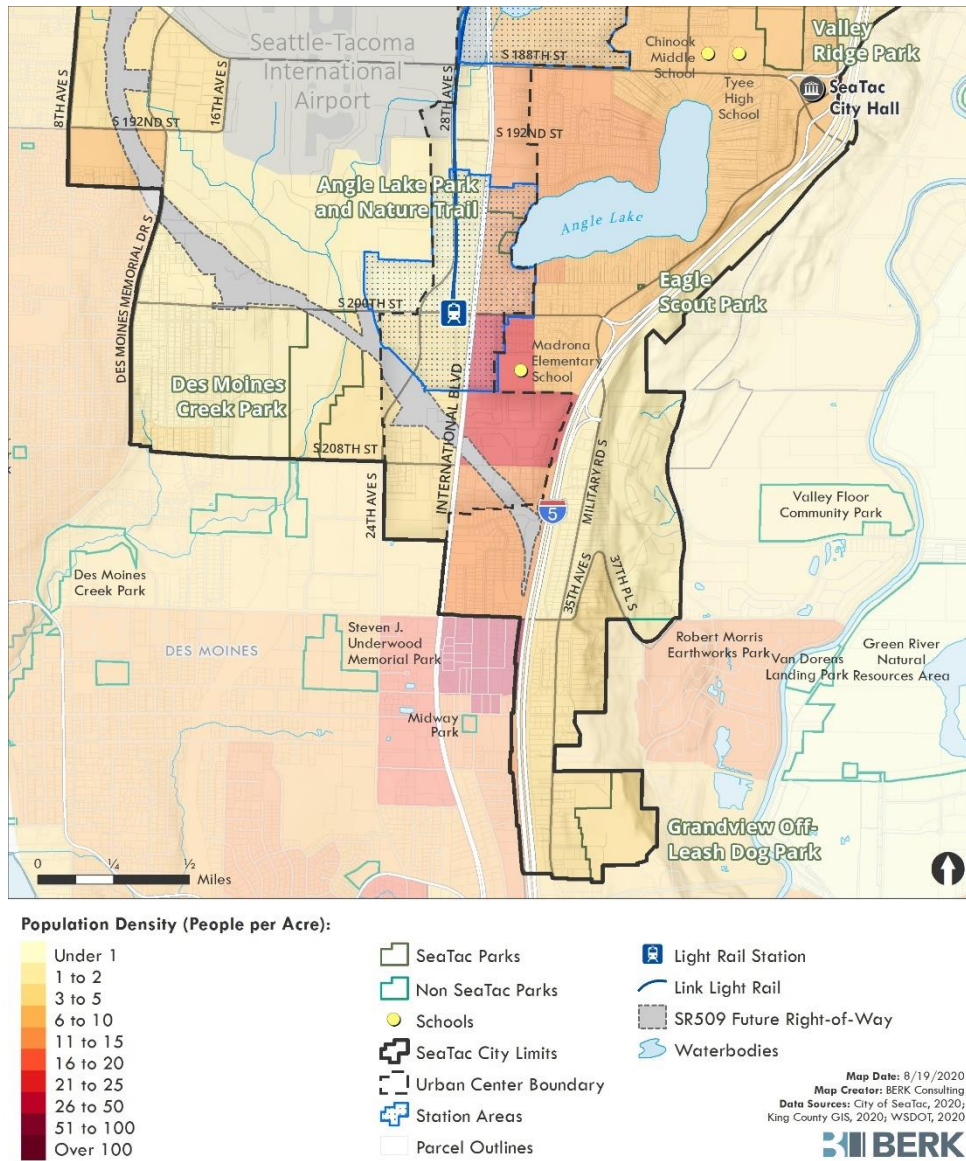 Seattle-Tacoma
International
Airport
S 188TH ST
Chinook
Middle
School
Tyee
High
School
Valley
Ridge Park
SeaTac
City Hall
8TH AVE S
16TH AVE S
28TH AVE S
S 192ND ST
S 192ND ST
Angle Lake Park
and Nature Trail
Angle Lake
DES MOINES MEMORIAL DR S
S 200TH ST
Eagle
Scout Park
Madrona
Elementary
School
Des Moines
Creek Park
INTERNATIONAL BLVD
S 208TH ST
24TH AVE S
MILITARY RD S
5
Valley Floor
Community Park
35TH AVE S
37TH PL S
Des Moines
Creek Park
DES MOINES
Steven J.
Underwood
Memorial Park
Robert Morris
Earthworks Park
Van Dorens
Landing Park
Green River
Natural
Resources Area
Midway
Park
Grandview Off-
Leash Dog Park
0 ¼ ½
Miles
Population Density (People per Acre):
Under 1
1 to 2
3 to 5
6 to 10
11 to 15
16 to 20
21 to 25
26 to 50
51 to 100
Over 100
SeaTac Parks
Non SeaTac Parks
Schools
SeaTac City Limits
Urban Center Boundary
Station Areas
Parcel Outlines
Light Rail Station
Link Light Rail
SR509 Future Right-of-Way
Waterbodies
Map Date: 8/19/2020
Map Creator: BERK Consulting
Data Sources: City of SeaTac, 2020;
King County GIS, 2020; WSDOT, 2020
BERK